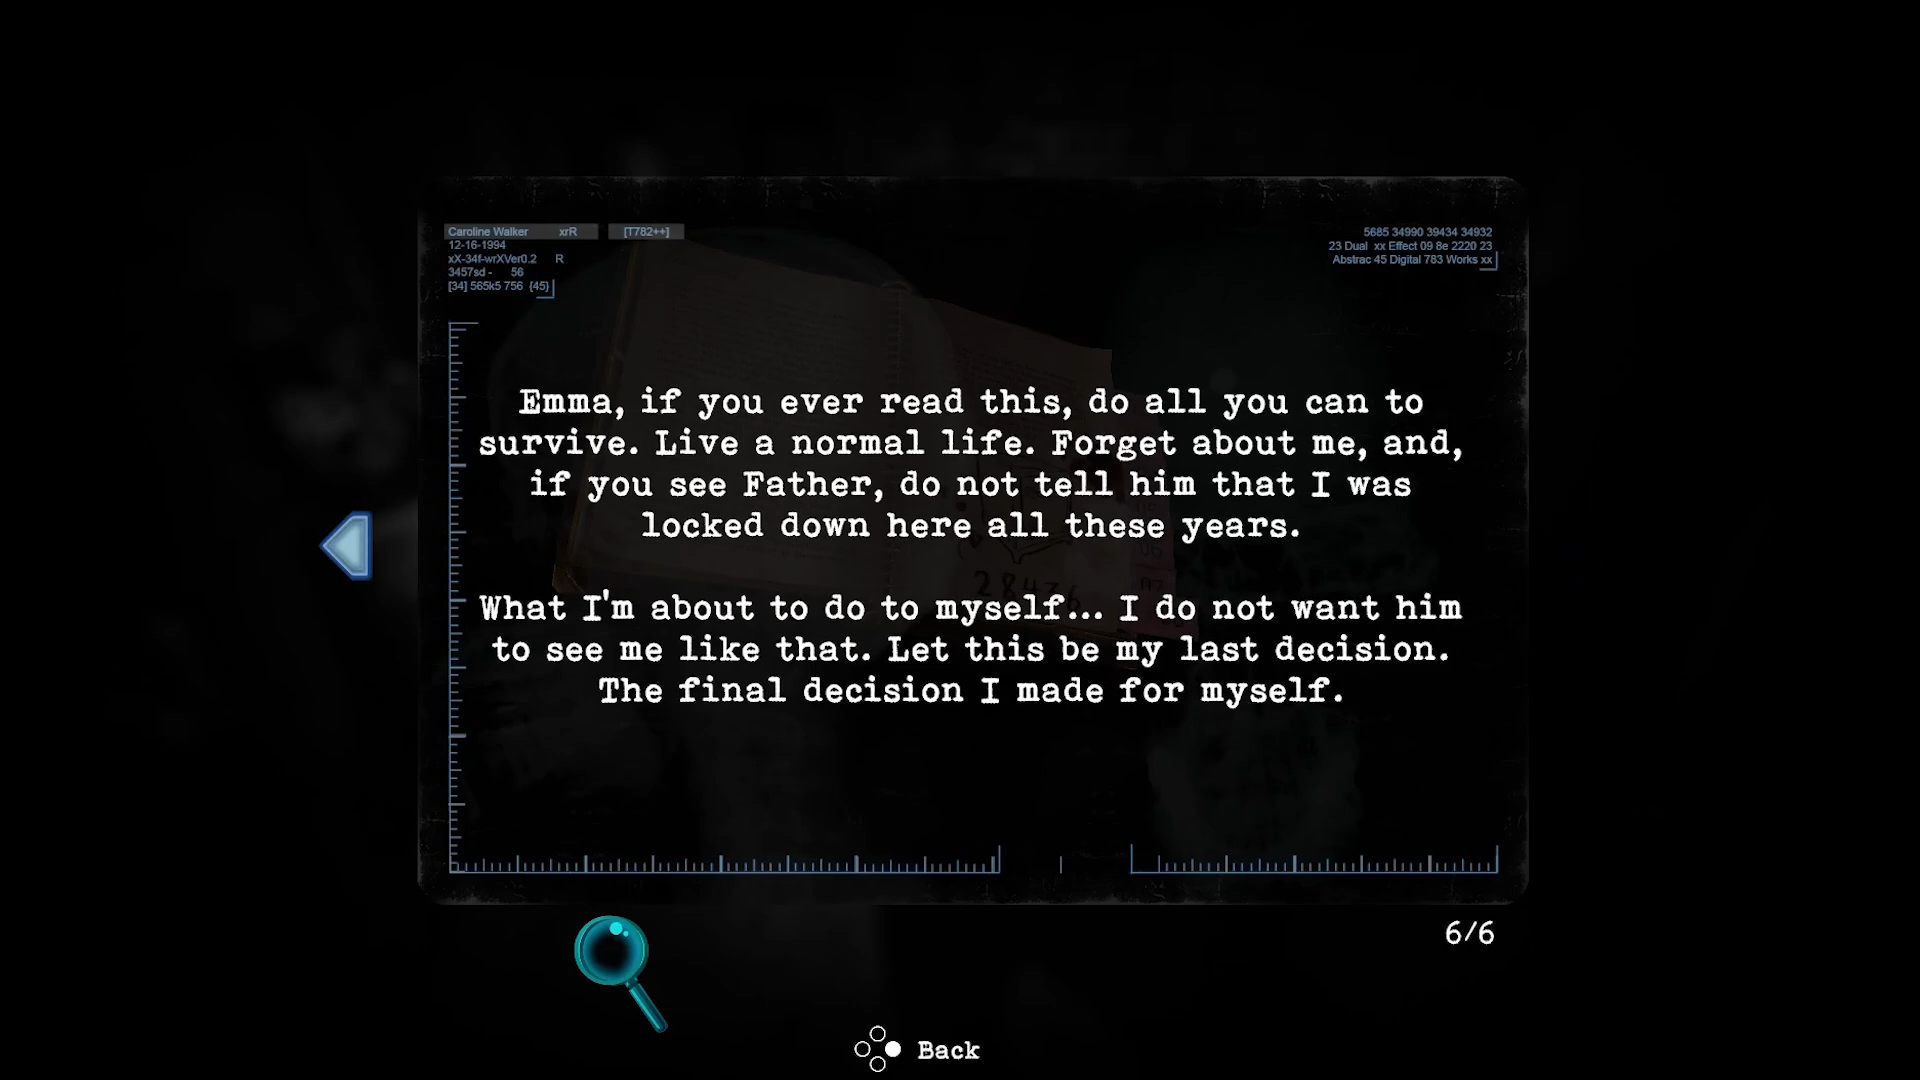 Caroline Walker xrR [T782++]
12-16-1994
xX-34f-wrXVer0.2 R
3457sd - 56
[34] 565k5 756 {45}
5685 34990 39434 34932
23 Dual xx Effect 09 8e 2220 23
Abstrac 45 Digital 783 Works xx
Emma, if you ever read this, do all you can to
survive. Live a normal life. Forget about me, and,
if you see Father, do not tell him that I was
locked down here all these years.
What I'm about to do to myself... I do not want him
to see me like that. Let this be my last decision.
The final decision I made for myself.
6/6
Back